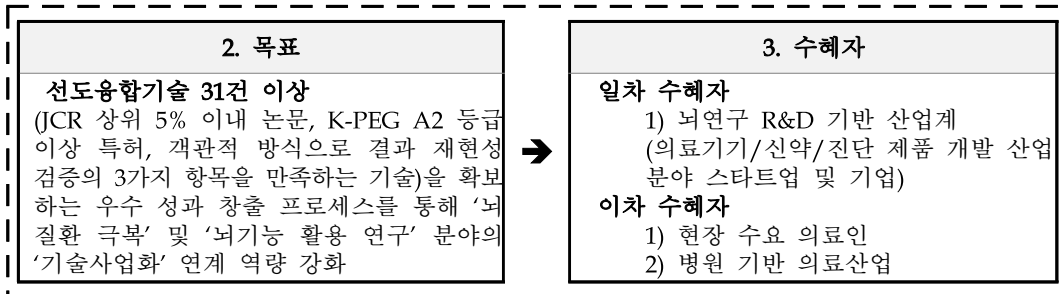 2. 목표
선도융합기술 31건 이상
(JCR 상위 5% 이내 논문, K-PEG A2 등급
이상 특허, 객관적 방식으로 결과 재현성
검증의 3가지 항목을 만족하는 기술)을 확보
하는 우수 성과 창출 프로세스를 통해 ‘뇌
질환 극복’ 및 ‘뇌기능 활용 연구’ 분야의
‘기술사업화’ 연계 역량 강화
3. 수혜자
일차 수혜자
1) 뇌연구 R&D 기반 산업계
(의료기기/신약/진단 제품 개발 산업
분야 스타트업 및 기업)
이차 수혜자
1) 현장 수요 의료인
2) 병원 기반 의료산업